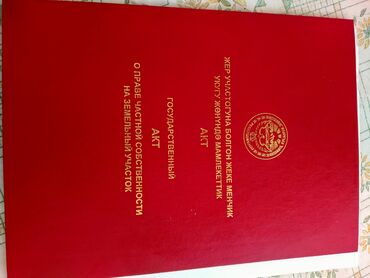 ЖЕР УЧАСТОГУНА БОЛГОН ЖЕКЕ МЕНЧИК
УКУГУ ЖӨНҮНДӨ МАМЛЕКЕТТИК
АКТ
ГОСУДАРСТВЕННЫЙ
АКТ
О ПРАВЕ ЧАСТНОЙ СОБСТВЕННОСТИ
НА ЗЕМЕЛЬНЫЙ УЧАСТОК